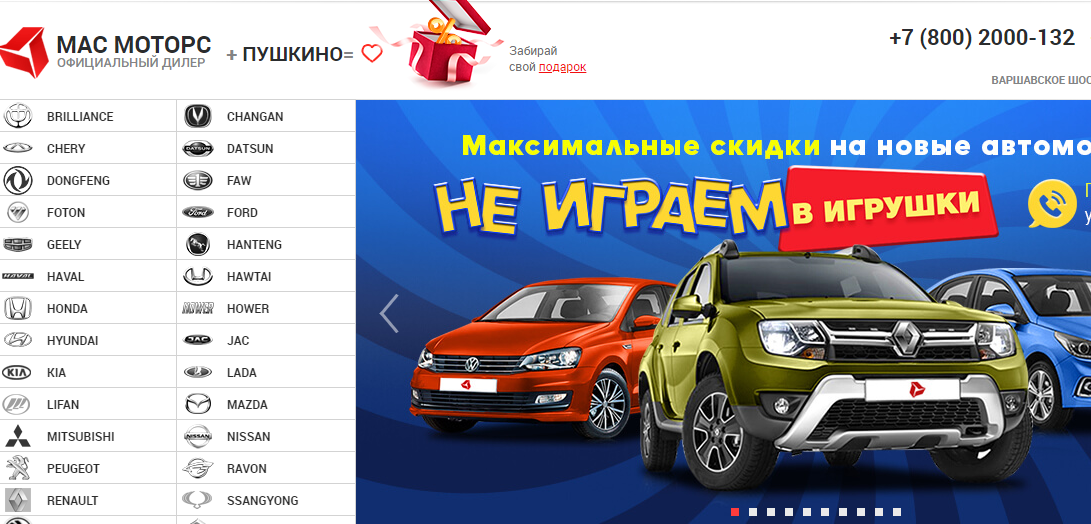 МАС МОТОРС
ОФИЦИАЛЬНЫЙ ДИЛЕР
+ ПУШКИНО=
Забирай
свой подарок
+7 (800) 2000-132
ВАРШАВСКОЕ
BRILLIANCE
CHANGAN
CHERY
DATSUN
DONGFENG
FAW
FOTON
FORD
GEELY
HANTENG
HAVAL
HAWTAI
HONDA
HOWER
HYUNDAI
JAC
KIA
LADA
LIFAN
MAZDA
MITSUBISHI
NISSAN
PEUGEOT
RAVON
RENAULT
SSANGYONG
Максимальные скидки на новые
НЕ ИГРАЕМ
В ИГРУШКИ